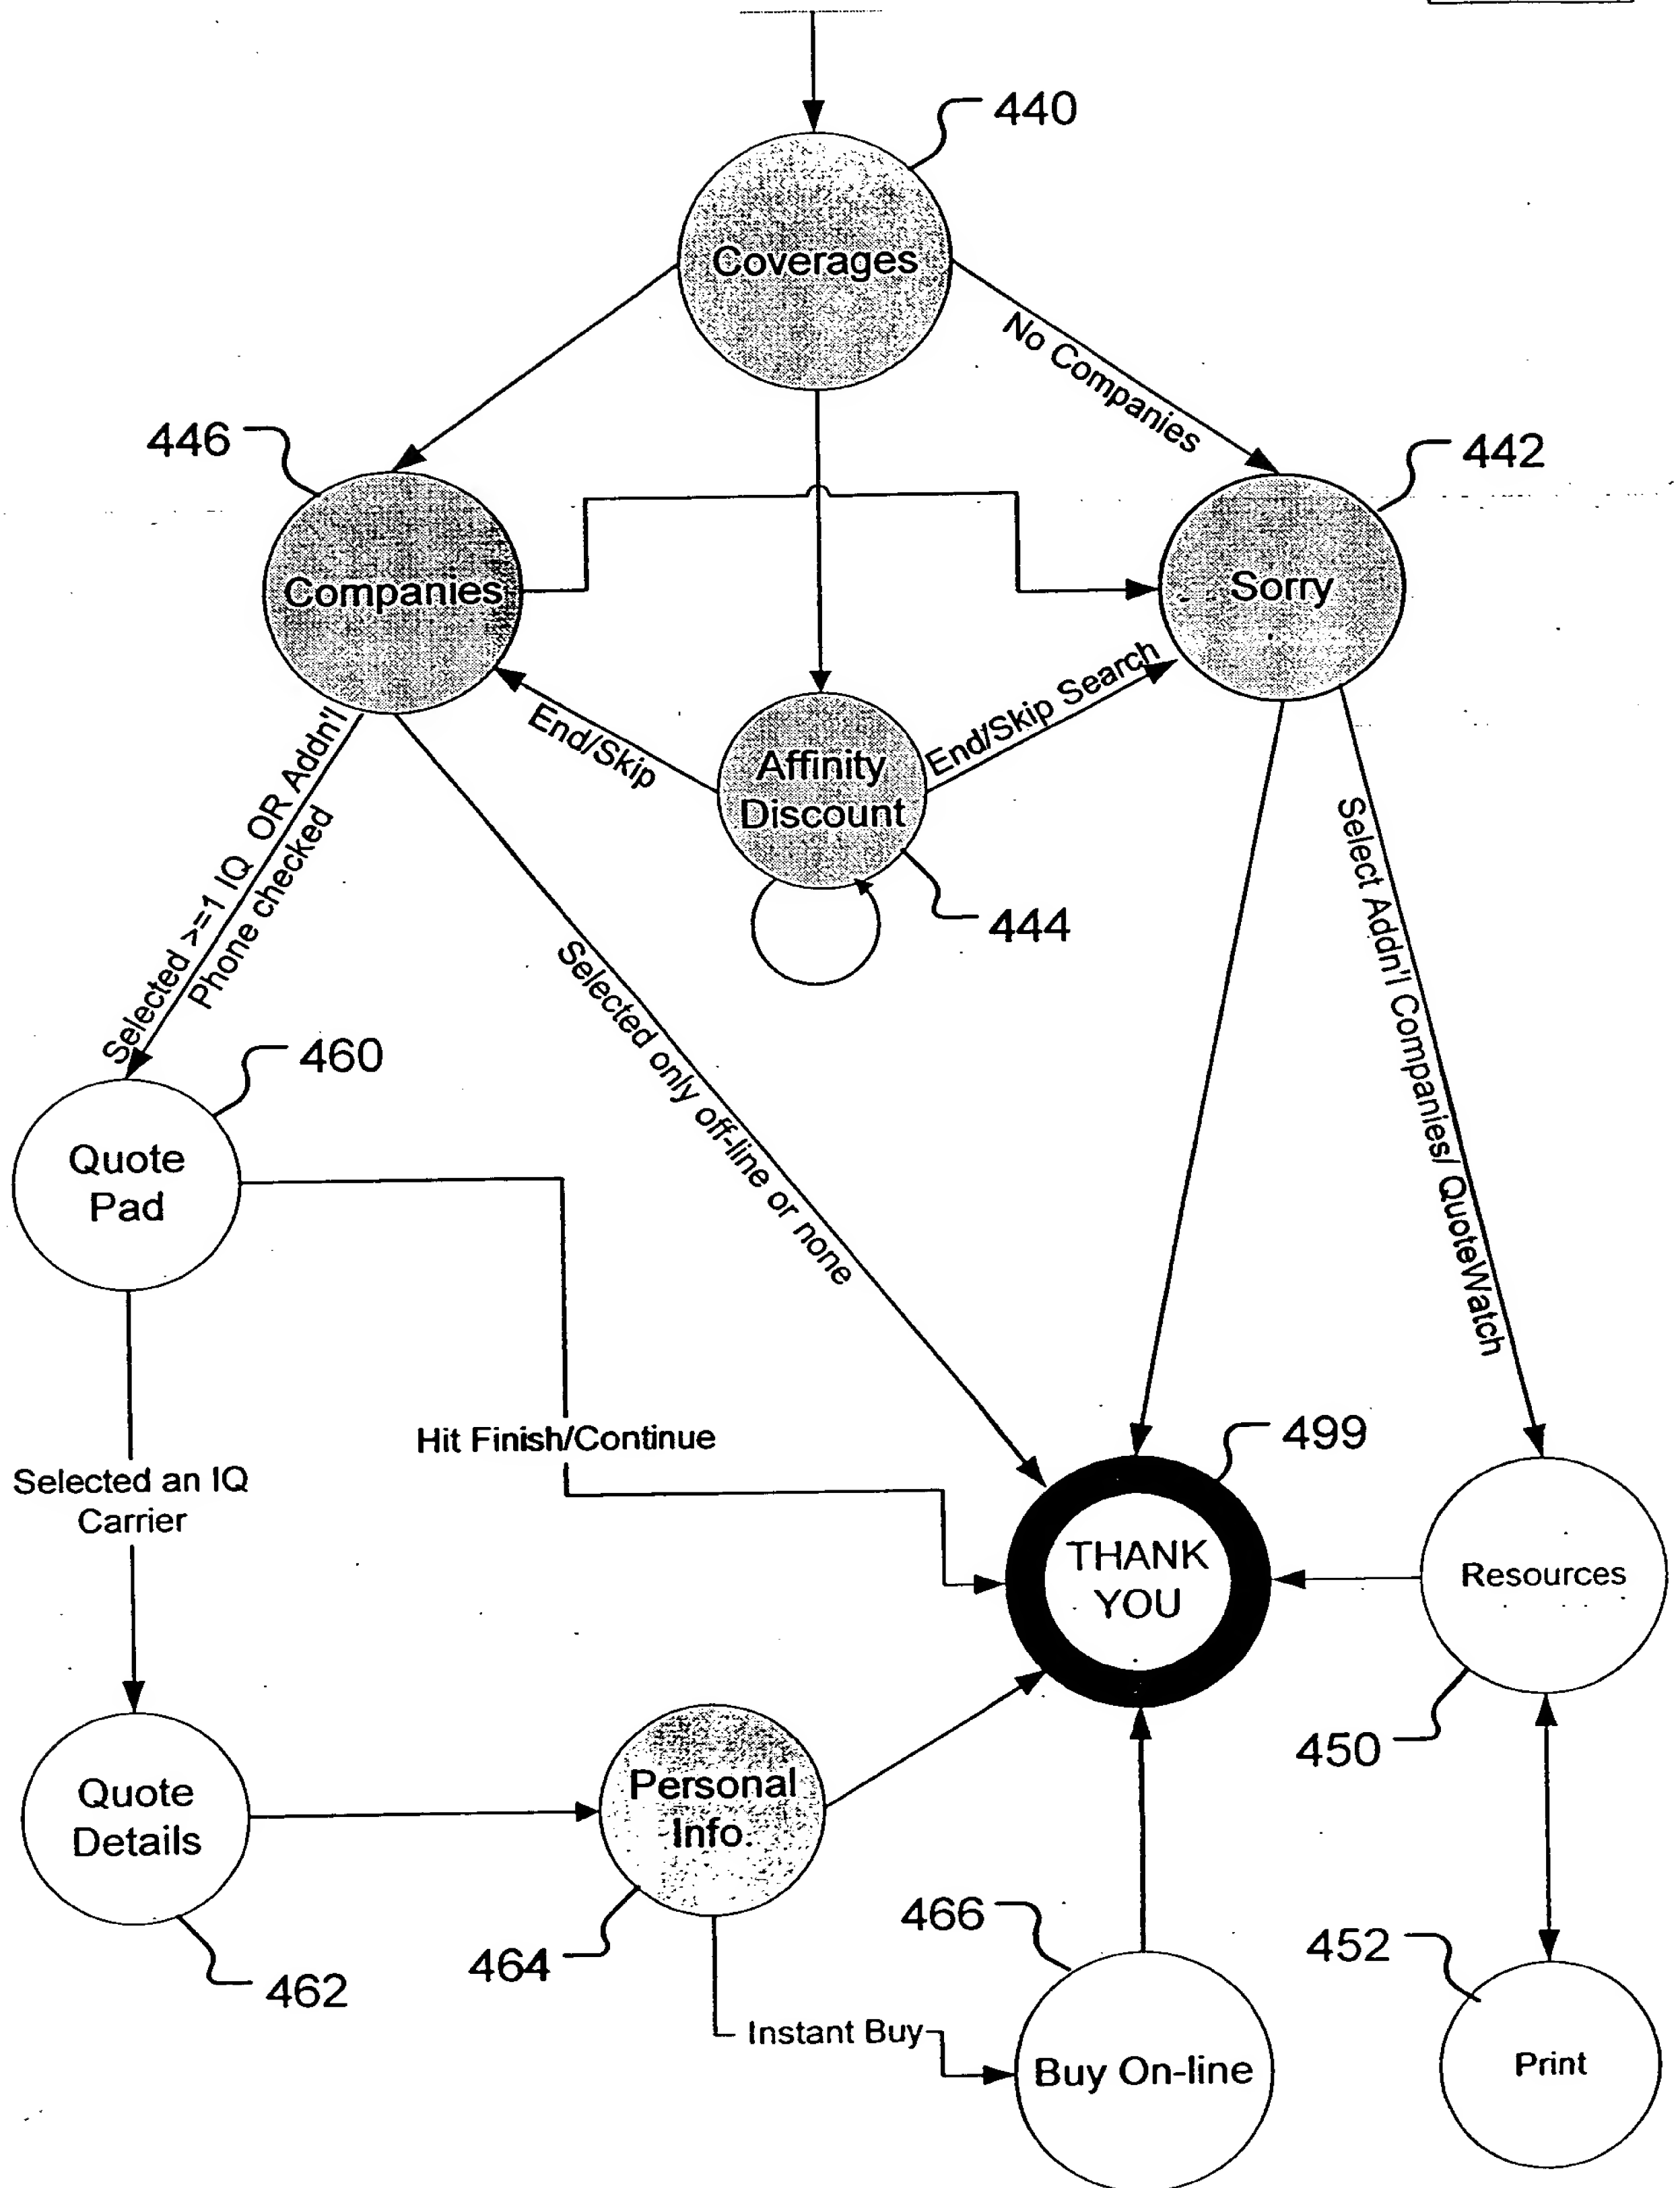 440
Coverages
No Companies
446
442
Companies
Sorry
End/Skip
Affinity
Discount
End/Skip Search
444
Selected >=1 IQ OR Addn'l
Phone checked
Selected only off-line or none
Select Addn'l Companies/ QuoteWatch
460
Quote
Pad
Hit Finish/Continue
499
Selected an IQ
Carrier
THANK
YOU
Resources
450
Quote
Details
Personal
Info.
462
464
466
452
Instant Buy
Buy On-line
Print